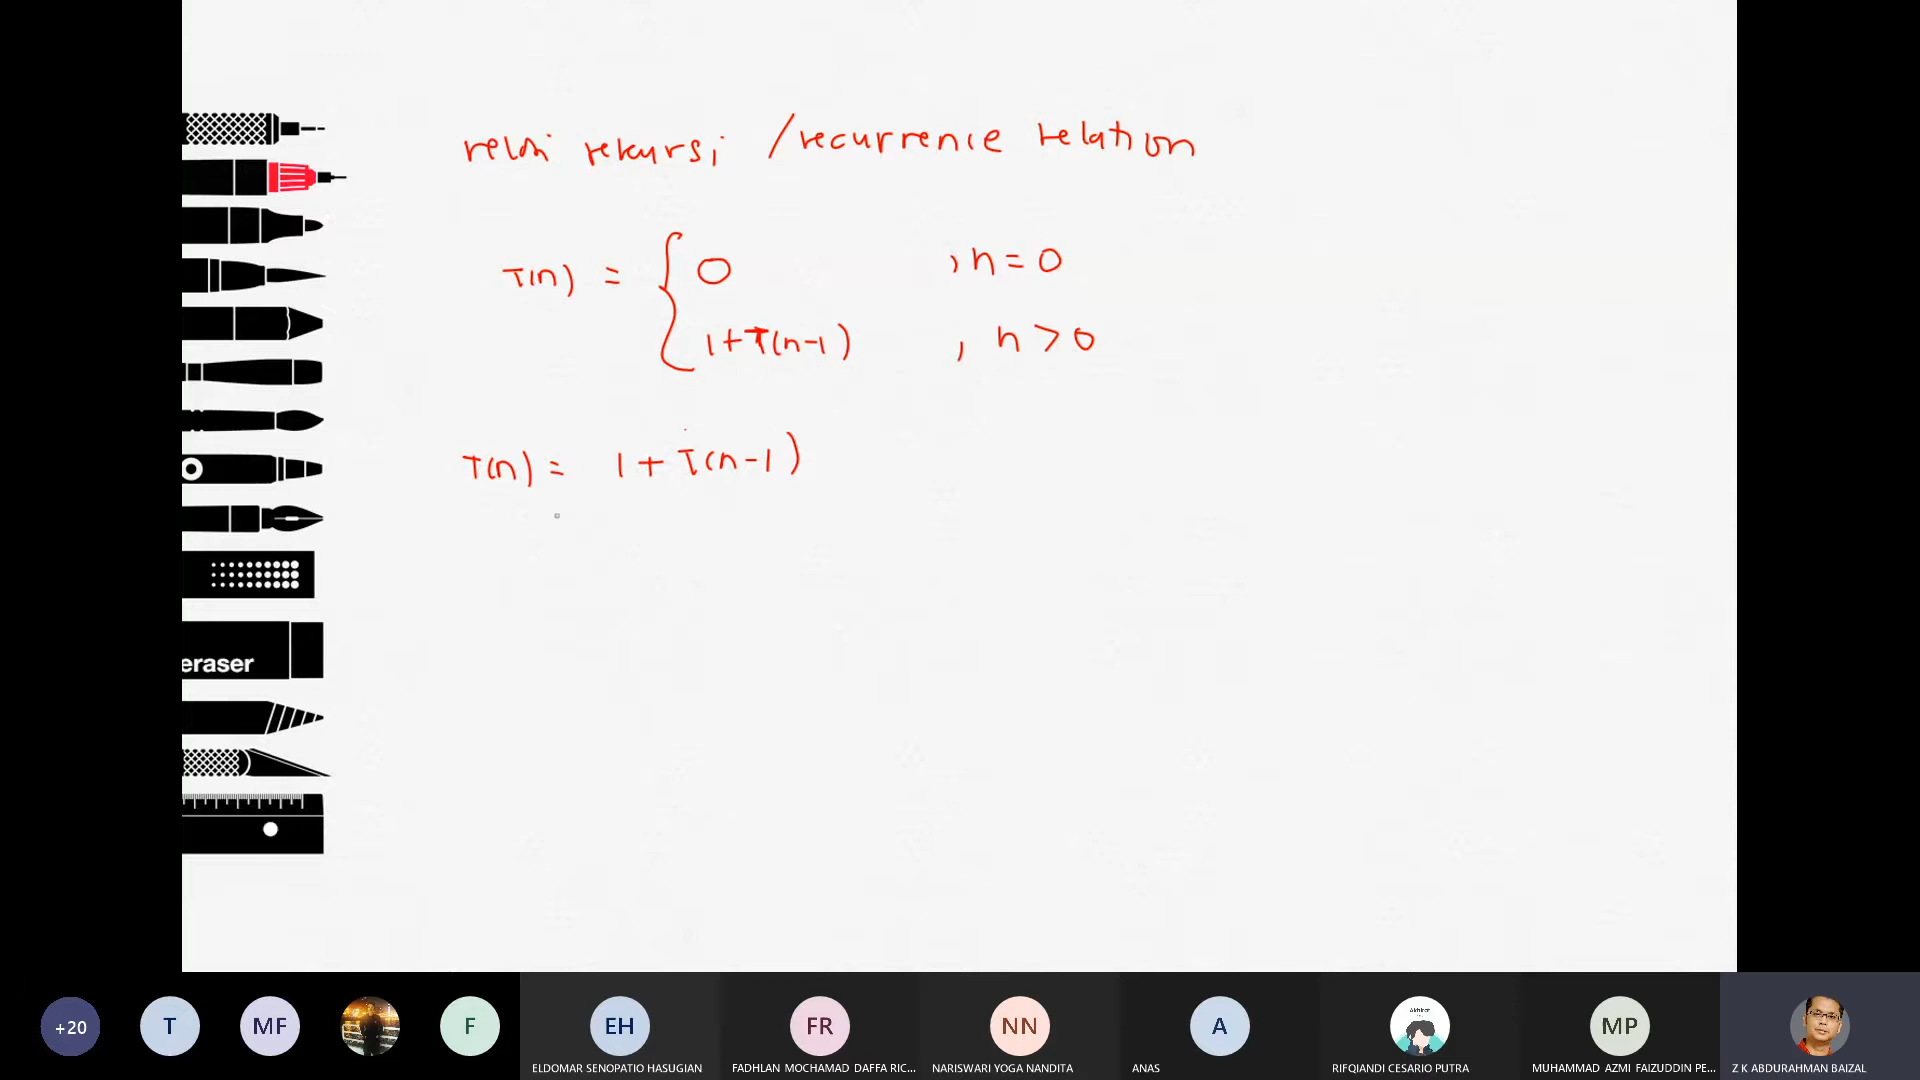 relasi rekursi / recurrence relation
T(n) = { 0 , n = 0
1 + T(n-1) , n > 0
T(n) = 1 + T(n-1)
eraser
+20
T
MF
F
EH
FR
NN
A
MP
ELDOMAR SENOPATIO HASUGIAN
FADHLAN MOCHAMAD DAFFA RIC...
NARISWARI YOGA NANDITA
ANAS
RIFQIANDI CESARIO PUTRA
MUHAMMAD AZMI FAIZUDDIN PE...
Z K ABDURAHMAN BAIZAL